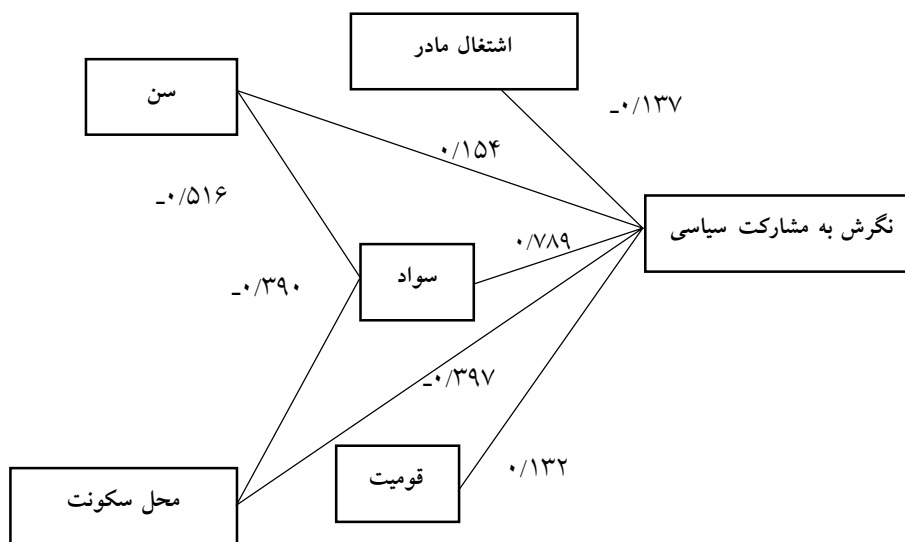 اشتغال مادر
سن
-۰/۱۳۷
۰/۱۵۴
-۰/۵۱۶
نگرش به مشارکت سیاسی
۰/۷۸۹
سواد
-۰/۳۹۰
-۰/۳۹۷
قومیت
۰/۱۳۲
محل سکونت